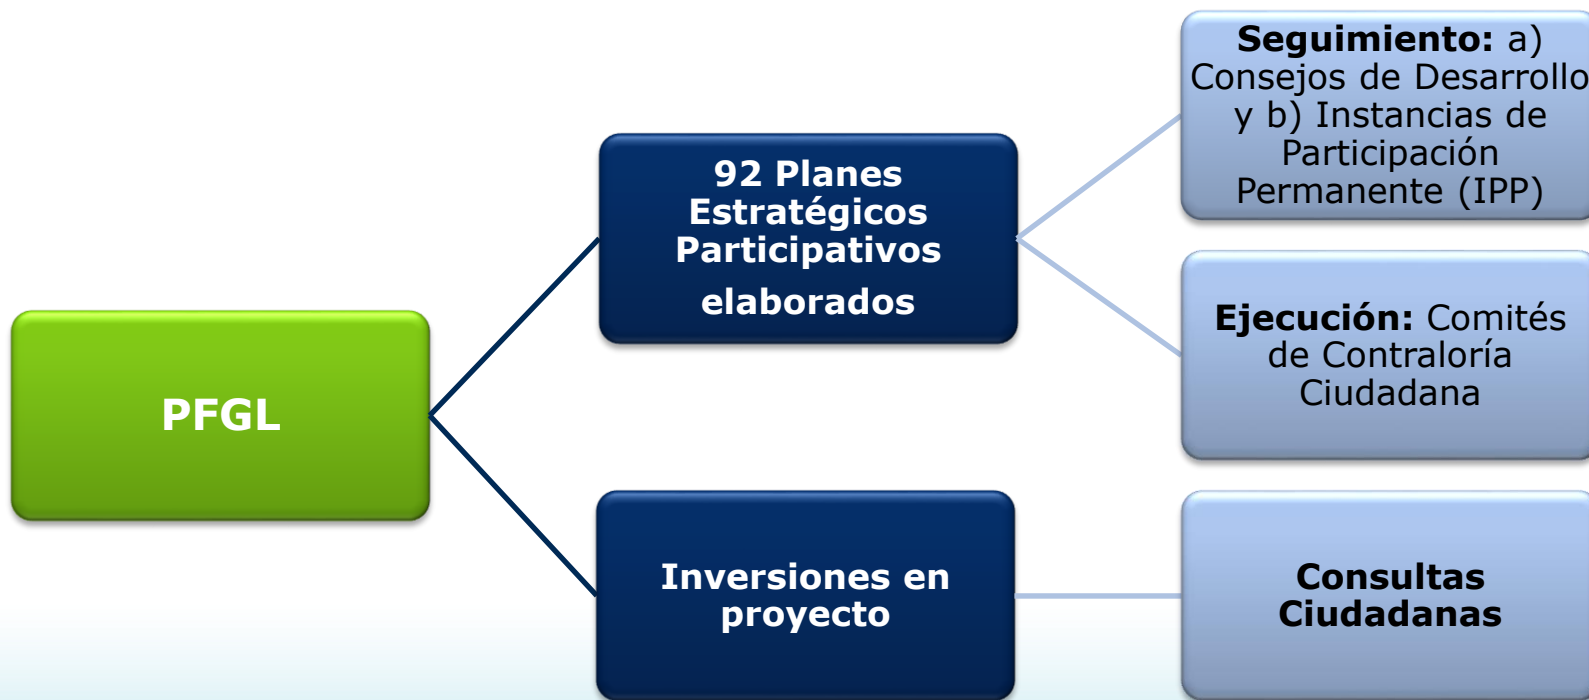 PFGL
92 Planes
Estratégicos
Participativos
elaborados
Inversiones en
proyecto
Seguimiento: a)
Consejos de Desarrollo
y b) Instancias de
Participación
Permanente (IPP)
Ejecución: Comités
de Contraloría
Ciudadana
Consultas
Ciudadanas